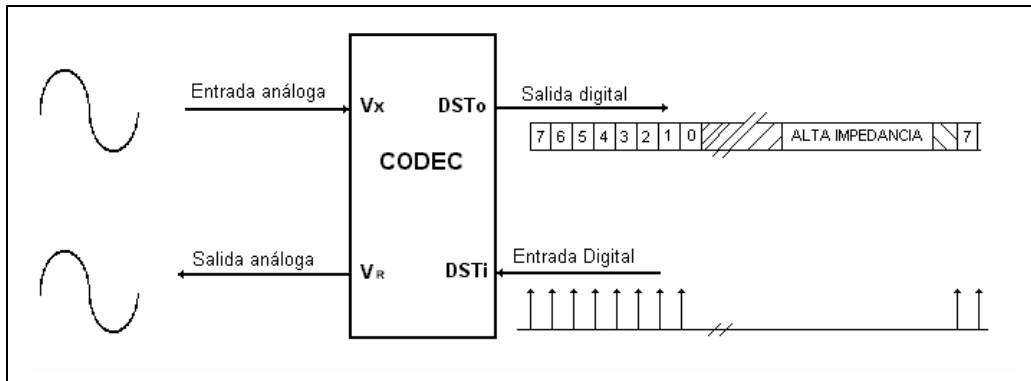 Entrada análoga
Vx
DSTo
Salida digital
7 6 5 4 3 2 1 0 ALTA IMPEDANCIA 7
CODEC
Salida análoga
VR
DSTi
Entrada Digital